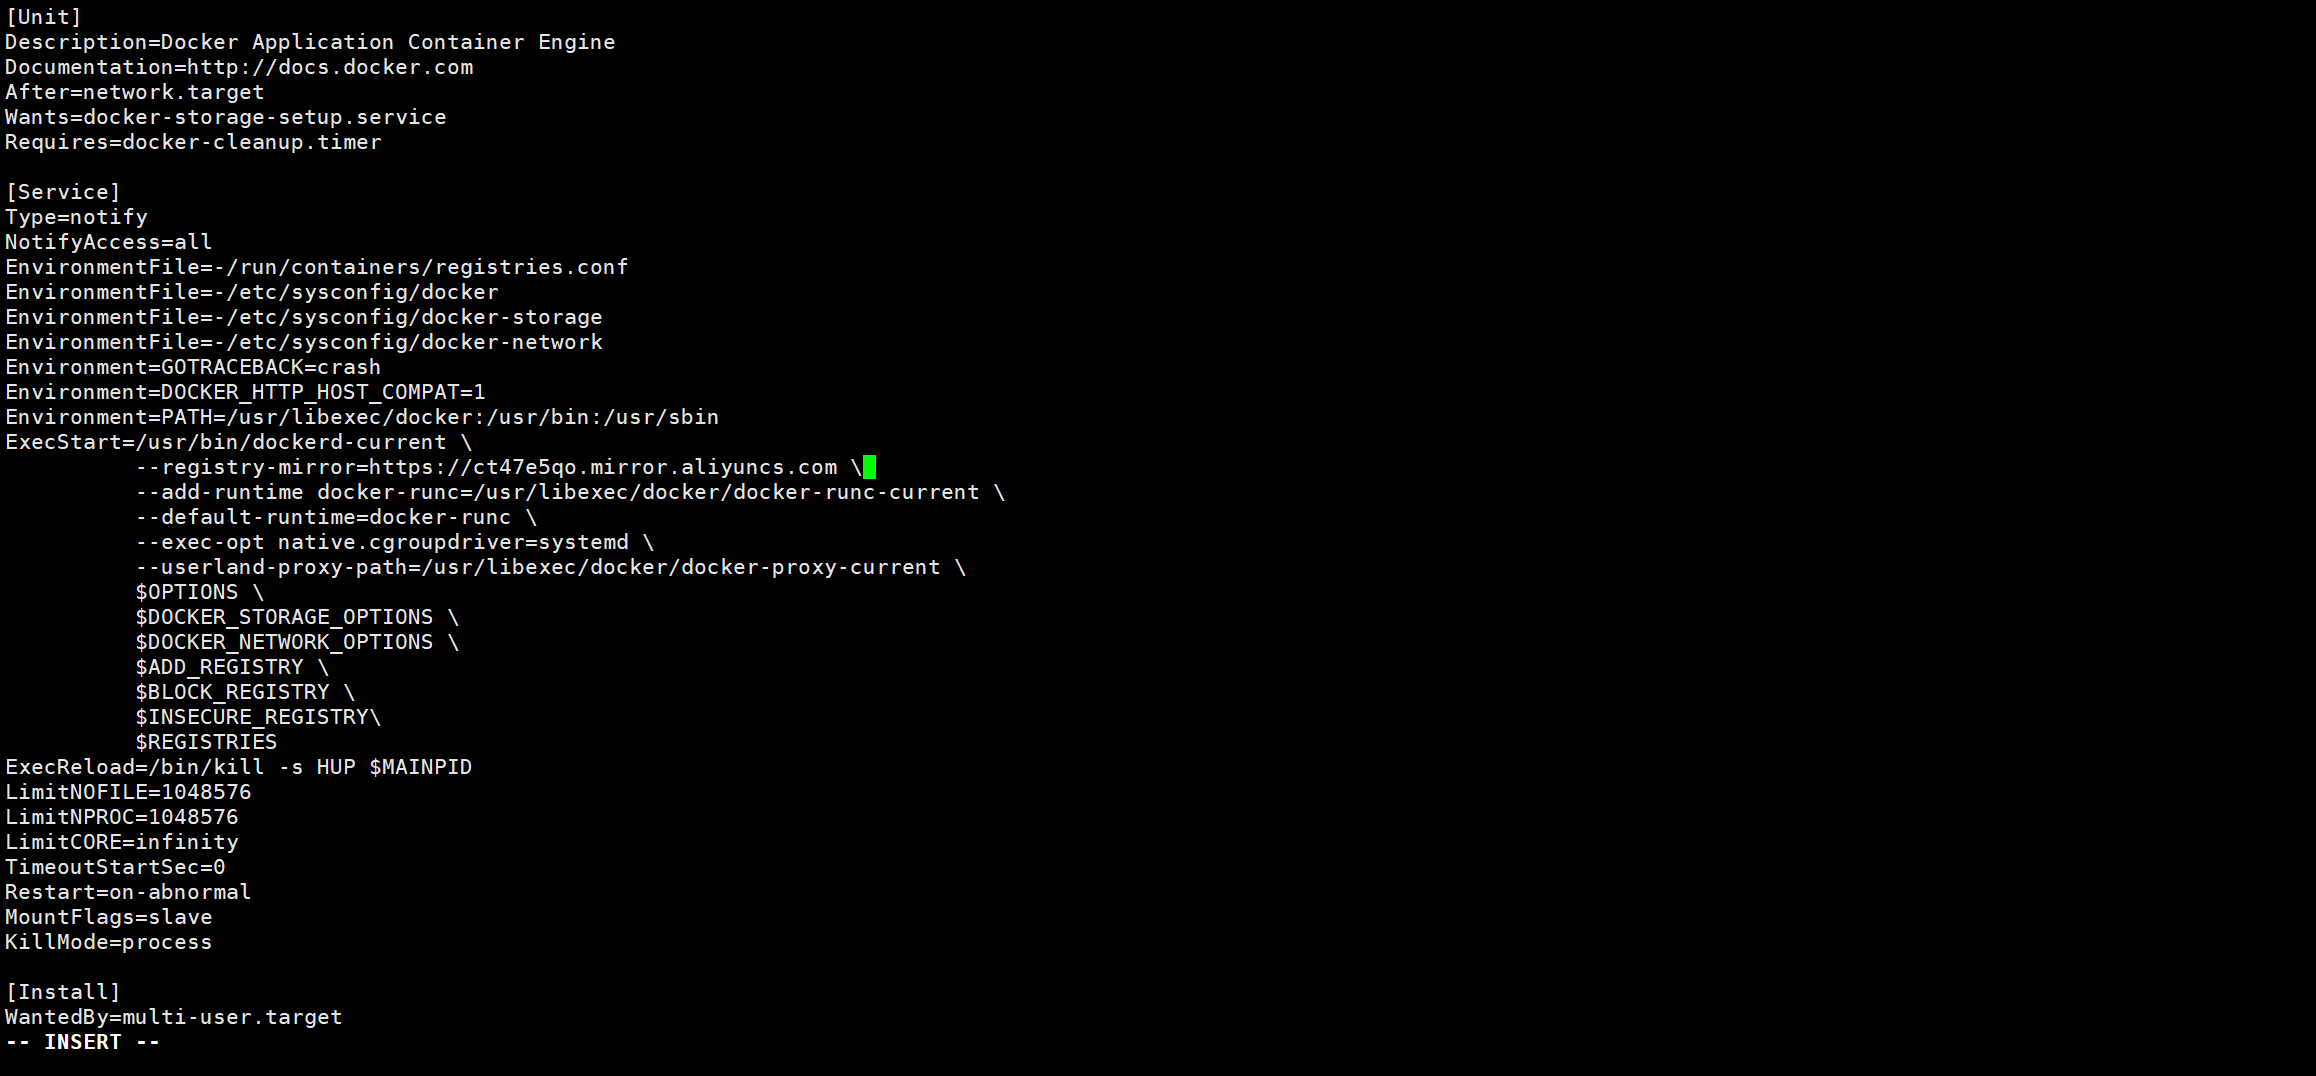 [Unit]
Description=Docker Application Container Engine
Documentation=http://docs.docker.com
After=network.target
Wants=docker-storage-setup.service
Requires=docker-cleanup.timer

[Service]
Type=notify
NotifyAccess=all
EnvironmentFile=-/run/containers/registries.conf
EnvironmentFile=-/etc/sysconfig/docker
EnvironmentFile=-/etc/sysconfig/docker-storage
EnvironmentFile=-/etc/sysconfig/docker-network
Environment=GOTRACEBACK=crash
Environment=DOCKER_HTTP_HOST_COMPAT=1
Environment=PATH=/usr/libexec/docker:/usr/bin:/usr/sbin
ExecStart=/usr/bin/dockerd-current \
          --registry-mirror=https://ct47e5qo.mirror.aliyuncs.com \
          --add-runtime docker-runc=/usr/libexec/docker/docker-runc-current \
          --default-runtime=docker-runc \
          --exec-opt native.cgroupdriver=systemd \
          --userland-proxy-path=/usr/libexec/docker/docker-proxy-current \
          $OPTIONS \
          $DOCKER_STORAGE_OPTIONS \
          $DOCKER_NETWORK_OPTIONS \
          $ADD_REGISTRY \
          $BLOCK_REGISTRY \
          $INSECURE_REGISTRY\
          $REGISTRIES
ExecReload=/bin/kill -s HUP $MAINPID
LimitNOFILE=1048576
LimitNPROC=1048576
LimitCORE=infinity
TimeoutStartSec=0
Restart=on-abnormal
MountFlags=slave
KillMode=process

[Install]
WantedBy=multi-user.target
-- INSERT --